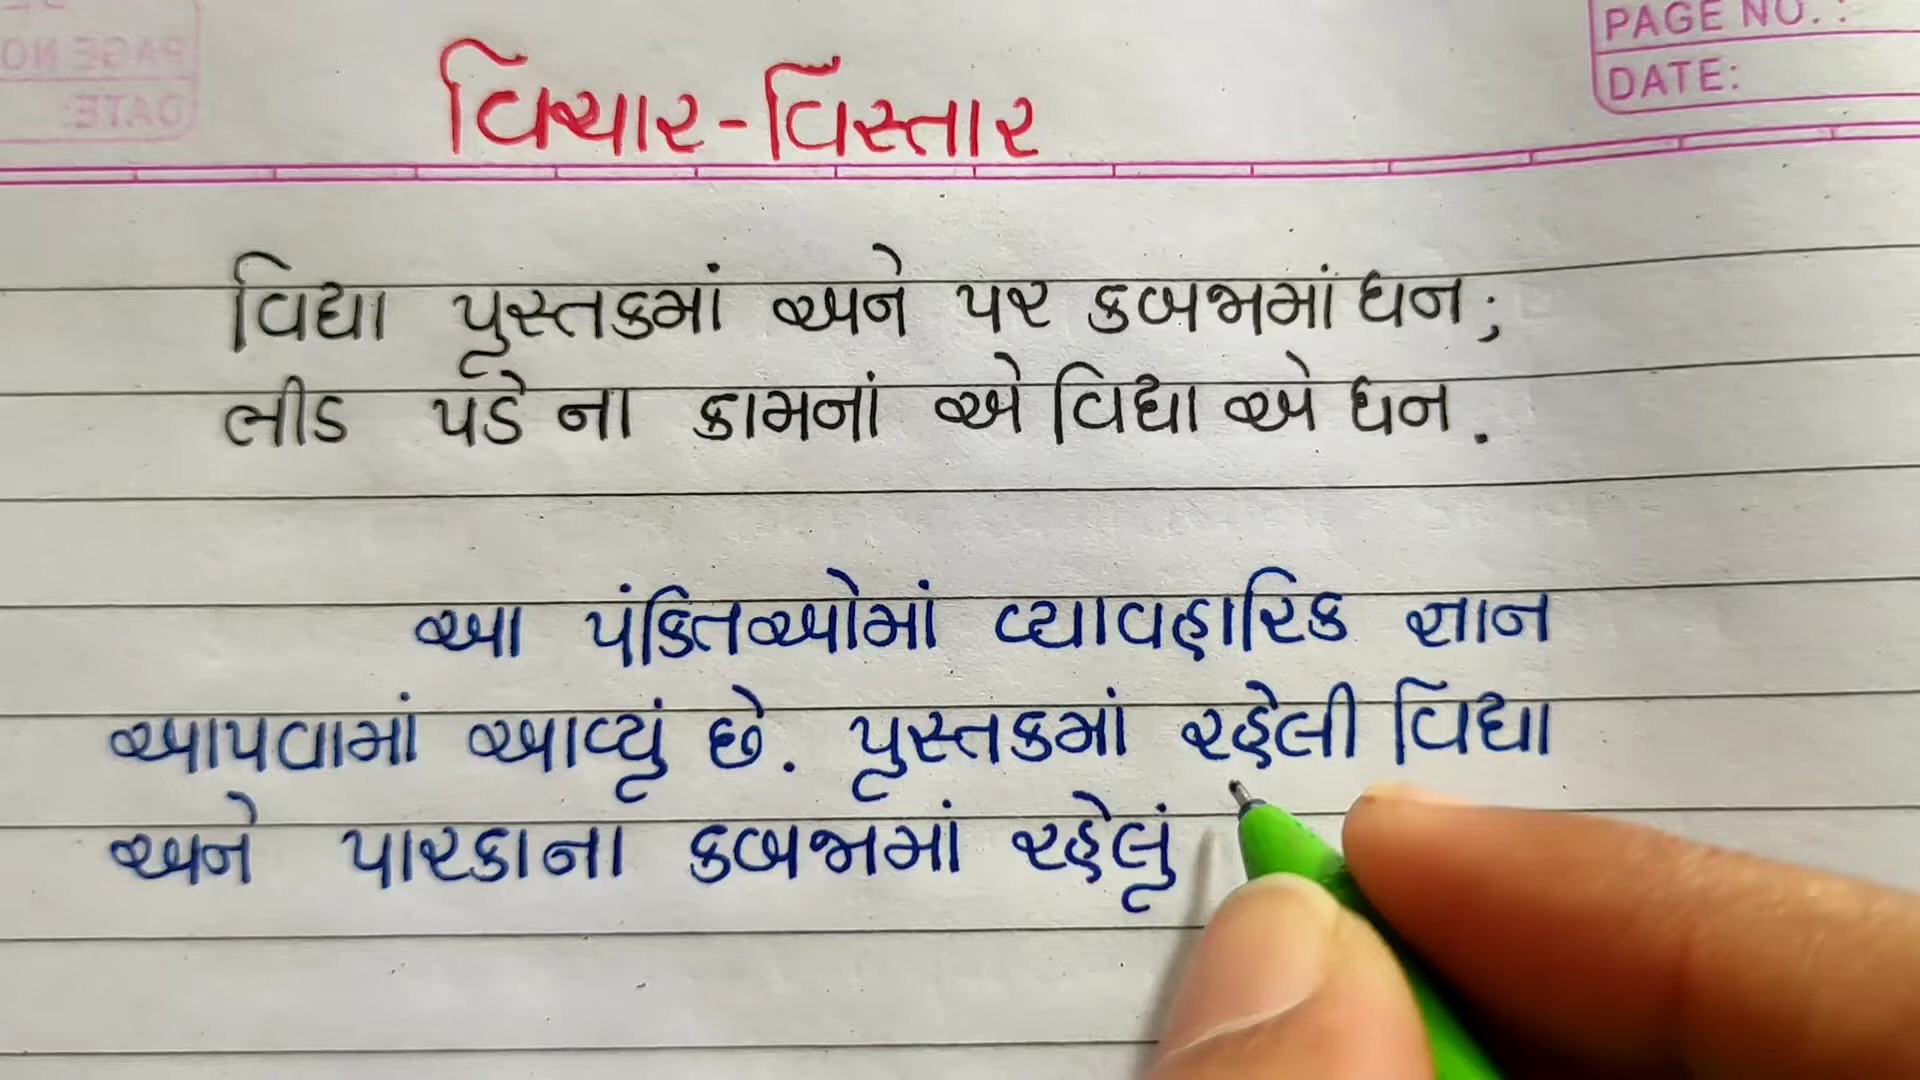 PAGE NO. :
DATE:
વિચાર-વિસ્તાર
વિદ્યા પુસ્તકમાં અને પર કબજામાં ધન;
ભીડ પડે ના કામનાં એ વિદ્યા એ ધન.
આ પંક્તિઓમાં વ્યાવહારિક જ્ઞાન
આપવામાં આવ્યું છે. પુસ્તકમાં રહેલી વિદ્યા
અને પારકાના કબજામાં રહેલું